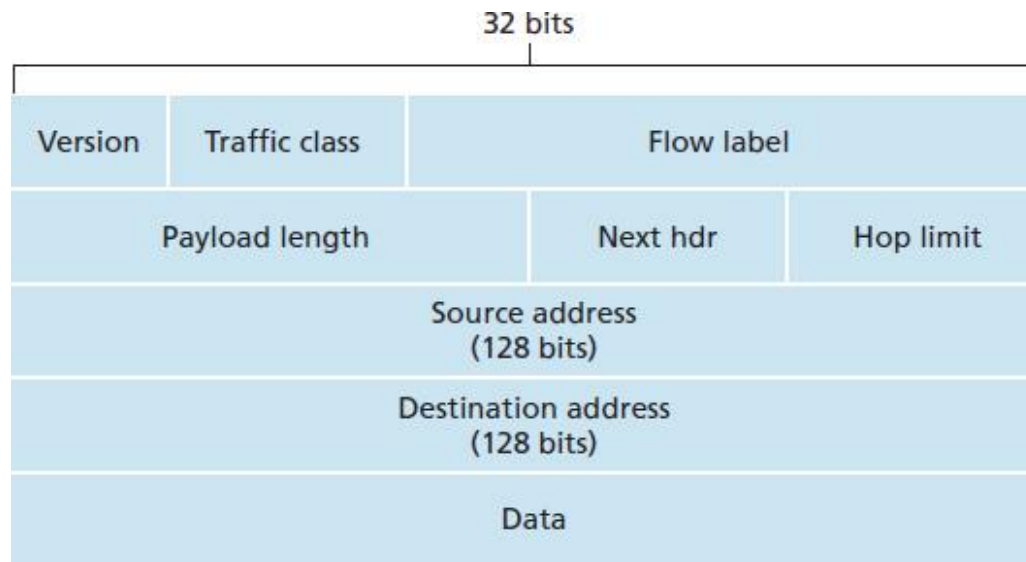 32 bits
Version Traffic class Flow label
Payload length Next hdr Hop limit
Source address
(128 bits)
Destination address
(128 bits)
Data